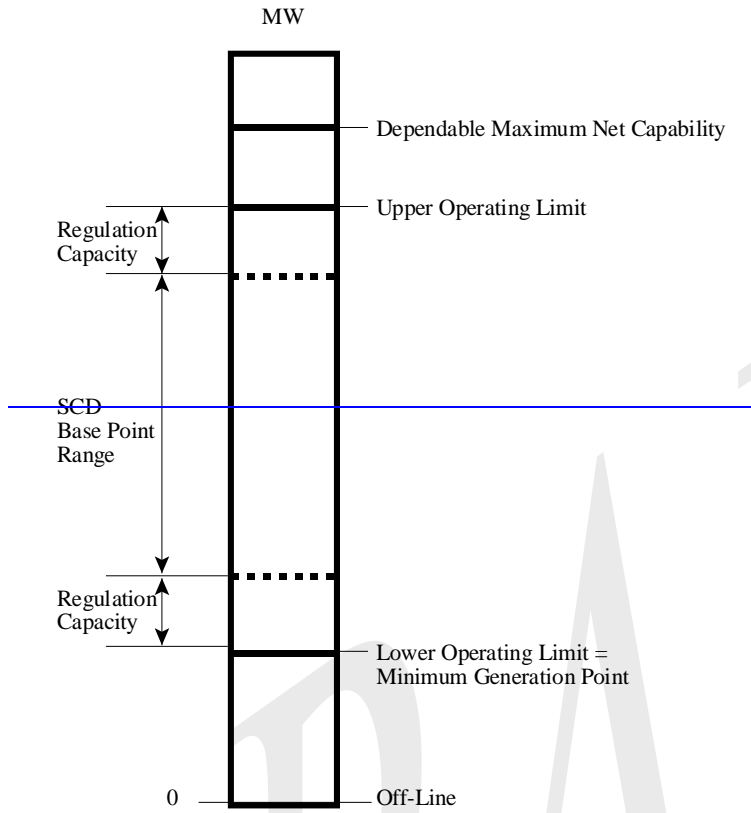 MW
Dependable Maximum Net Capability
Upper Operating Limit
Regulation
Capacity
SCD
Base Point
Range
Regulation
Capacity
Lower Operating Limit =
Minimum Generation Point
0
Off-Line